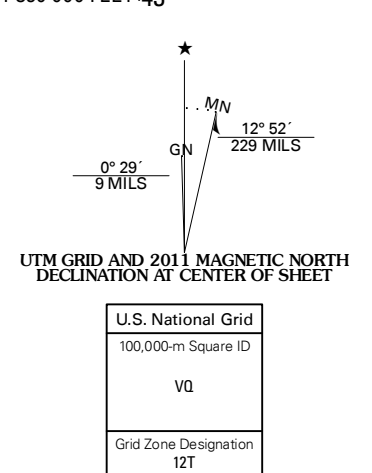 MN
GN
12° 52´
229 MILS
0° 29´
9 MILS
UTM GRID AND 2011 MAGNETIC NORTH
DECLINATION AT CENTER OF SHEET
U.S. National Grid
100,000-m Square ID
VQ
Grid Zone Designation
12T